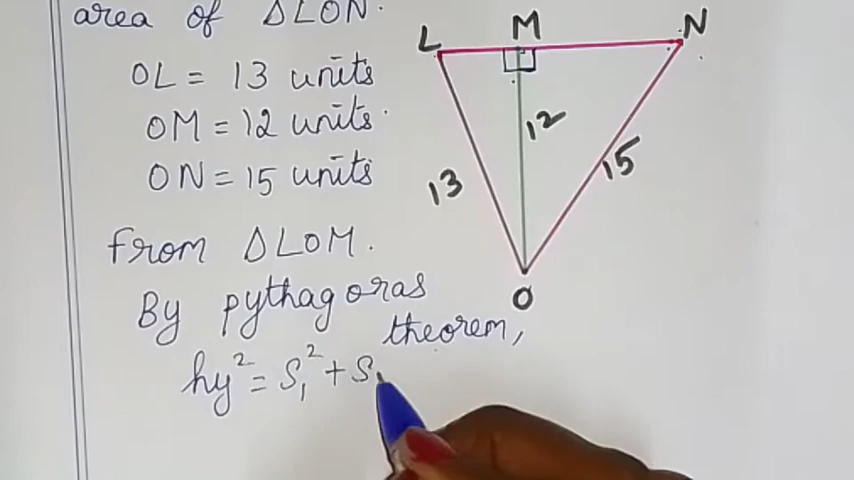 area of ΔLON.
OL = 13 units
OM = 12 units.
ON = 15 units
from ΔLOM.
By pythagoras
theorem,
hy² = S₁² + S
L
M
N
12
13
15
O